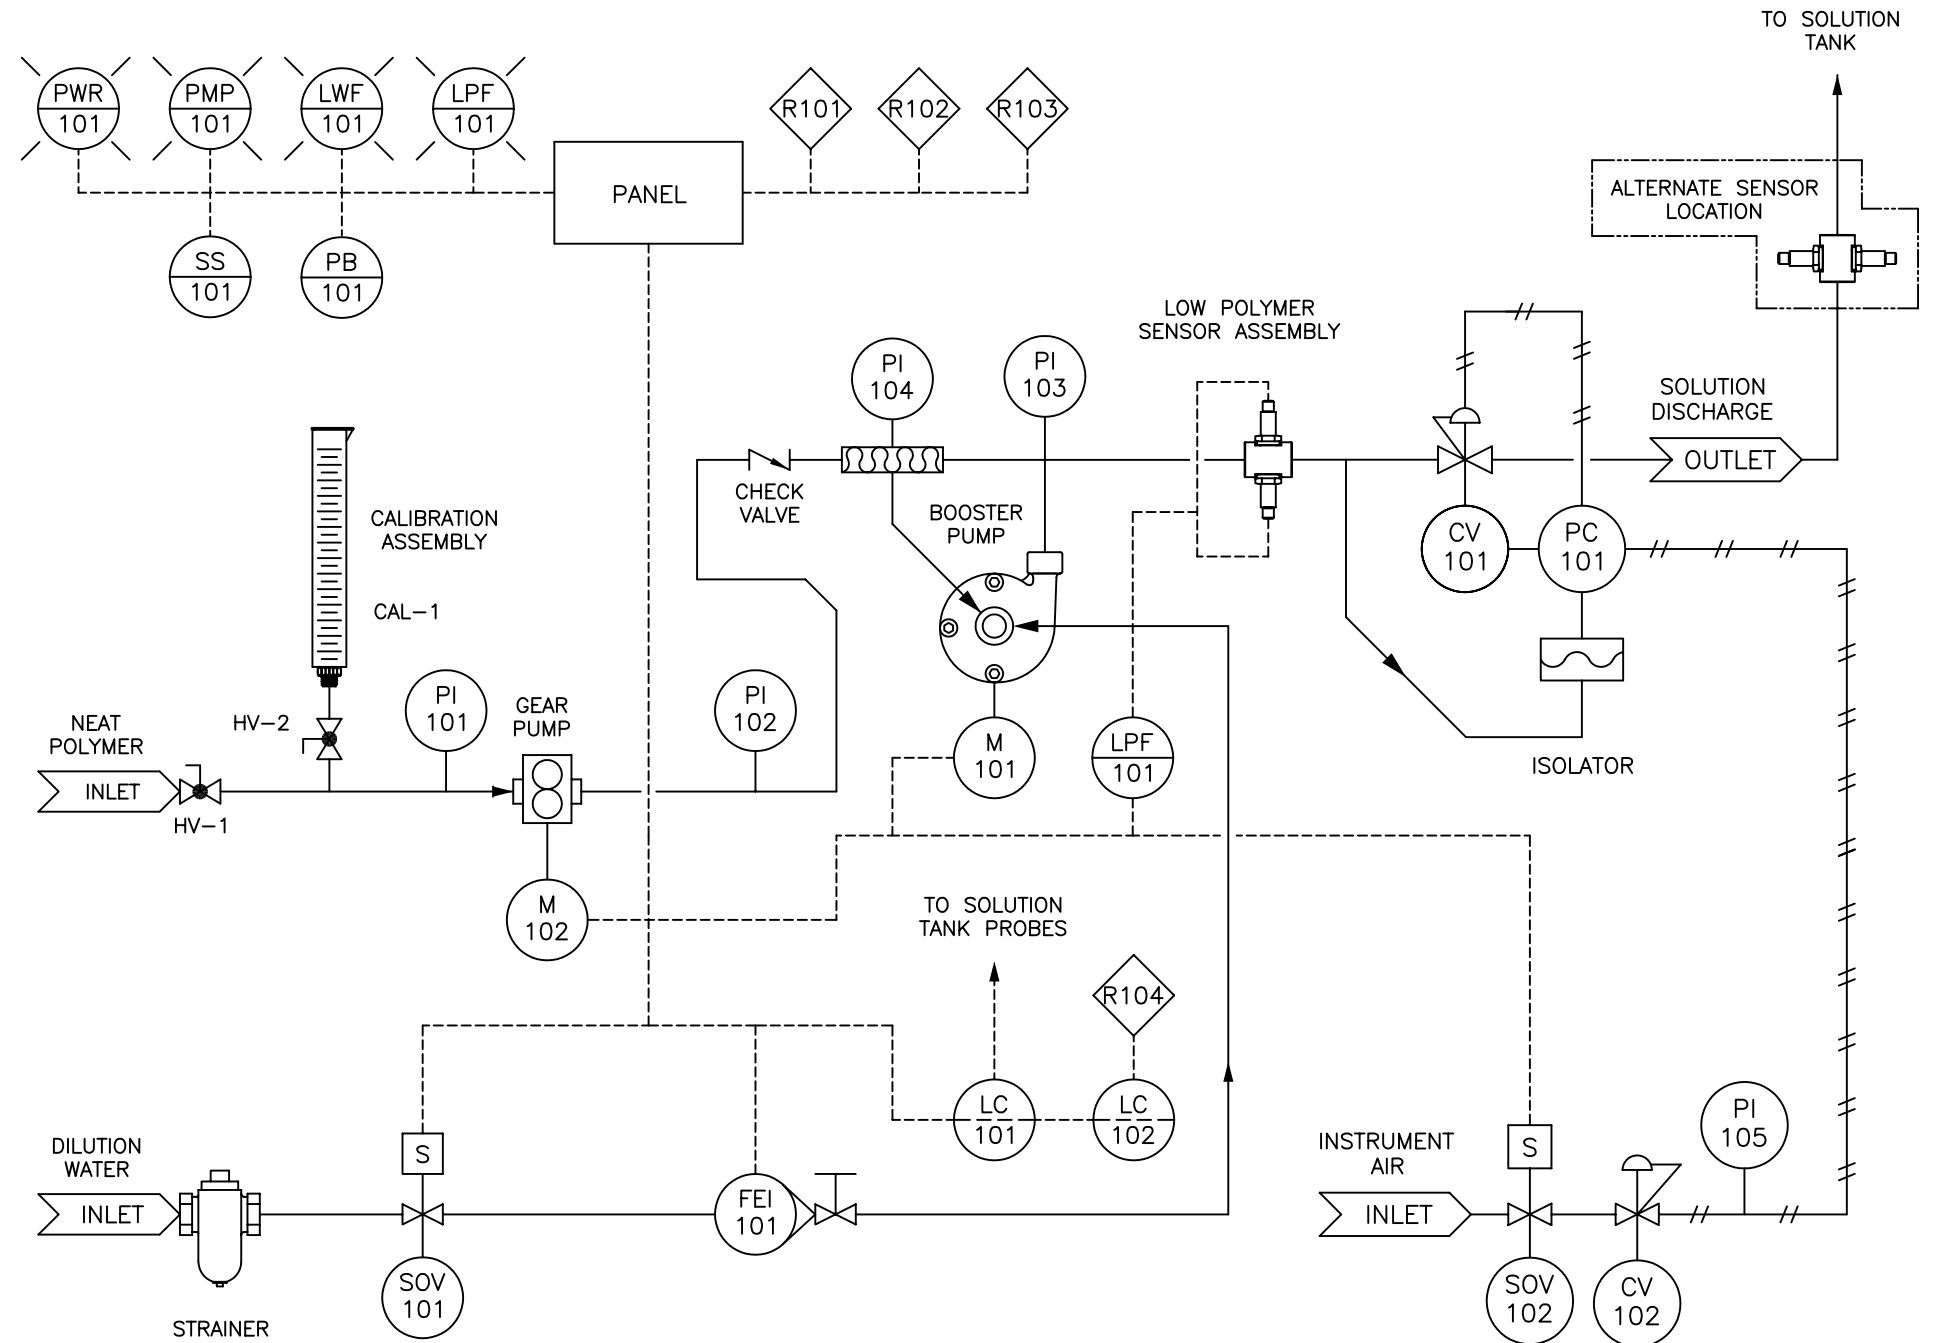 TO SOLUTION
TANK
PWR
101
PMP
101
LWF
101
LPF
101
R101
R102
R103
PANEL
ALTERNATE SENSOR
LOCATION
SS
101
PB
101
LOW POLYMER
SENSOR ASSEMBLY
PI
104
PI
103
SOLUTION
DISCHARGE
OUTLET
CHECK
VALVE
CALIBRATION
ASSEMBLY
BOOSTER
PUMP
CV
101
PC
101
CAL-1
PI
101
GEAR
PUMP
PI
102
NEAT
POLYMER
HV-2
INLET
HV-1
M
101
LPF
101
ISOLATOR
M
102
TO SOLUTION
TANK PROBES
R104
LC
101
LC
102
DILUTION
WATER
S
INLET
FEI
101
SOV
101
STRAINER
INSTRUMENT
AIR
S
PI
105
INLET
SOV
102
CV
102